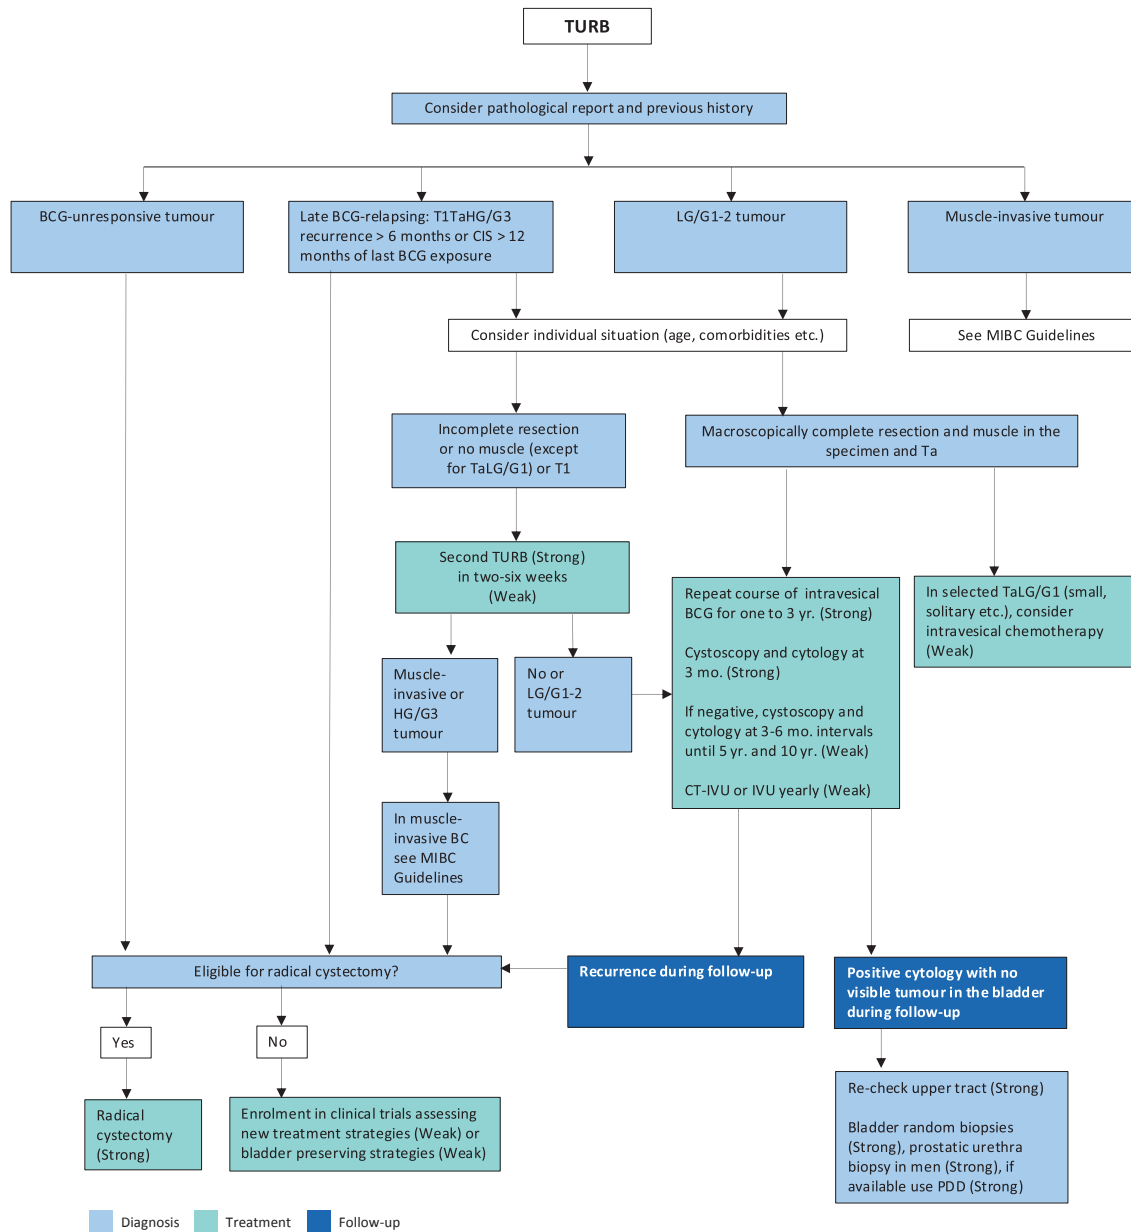 TURB
Consider pathological report and previous history
BCG-unresponsive tumour
Late BCG-relapsing: T1TaHG/G3
recurrence > 6 months or CIS > 12
months of last BCG exposure
LG/G1-2 tumour
Muscle-invasive tumour
Consider individual situation (age, comorbidities etc.)
See MIBC Guidelines
Incomplete resection
or no muscle (except
for TaLG/G1) or T1
Macroscopically complete resection and muscle in the
specimen and Ta
Second TURB (Strong)
in two-six weeks
(Weak)
Repeat course of intravesical
BCG for one to 3 yr. (Strong)
Cystoscopy and cytology at
3 mo. (Strong)
If negative, cystoscopy and
cytology at 3-6 mo. intervals
until 5 yr. and 10 yr. (Weak)
CT-IVU or IVU yearly (Weak)
In selected TaLG/G1 (small,
solitary etc.), consider
intravesical chemotherapy
(Weak)
Muscle-
invasive or
HG/G3
tumour
No or
LG/G1-2
tumour
In muscle-
invasive BC
see MIBC
Guidelines
Eligible for radical cystectomy?
Recurrence during follow-up
Positive cytology with no
visible tumour in the bladder
during follow-up
Yes
No
Radical
cystectomy
(Strong)
Enrolment in clinical trials assessing
new treatment strategies (Weak) or
bladder preserving strategies (Weak)
Re-check upper tract (Strong)
Bladder random biopsies
(Strong), prostatic urethra
biopsy in men (Strong), if
available use PDD (Strong)
Diagnosis
Treatment
Follow-up